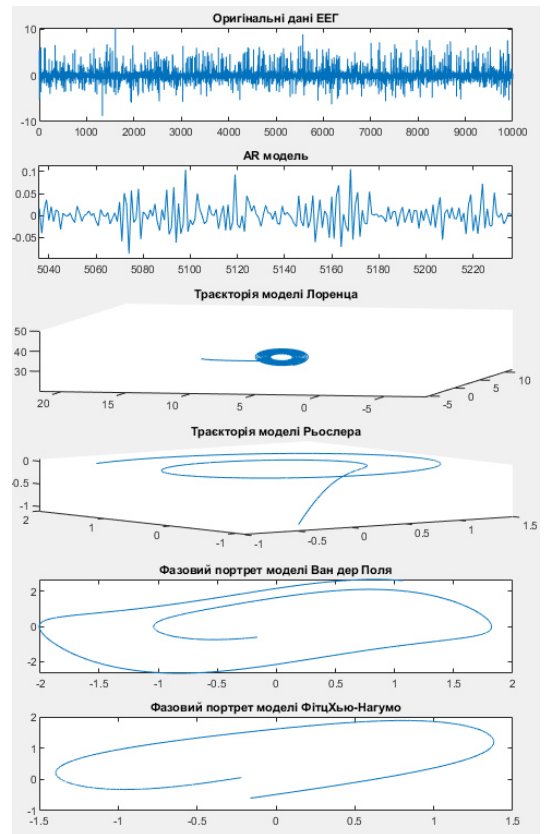 Оригінальні дані ЕЕГ
10
0
-10
0 1000 2000 3000 4000 5000 6000 7000 8000 9000 10000
AR модель
0.1
0.05
0
-0.05
5040 5060 5080 5100 5120 5140 5160 5180 5200 5220
Траєкторія моделі Лоренца
50
40
30
20 15 10 5 0 -5
-5 0 5 10
Траєкторія моделі Рьослера
0
-0.5
-1
2 1 0 -1
-1 -0.5 0 0.5 1 1.5
Фазовий портрет моделі Ван дер Поля
2
0
-2
-2 -1.5 -1 -0.5 0 0.5 1 1.5 2
Фазовий портрет моделі ФітцХью-Нагумо
2
1
0
-1
-1.5 -1 -0.5 0 0.5 1 1.5